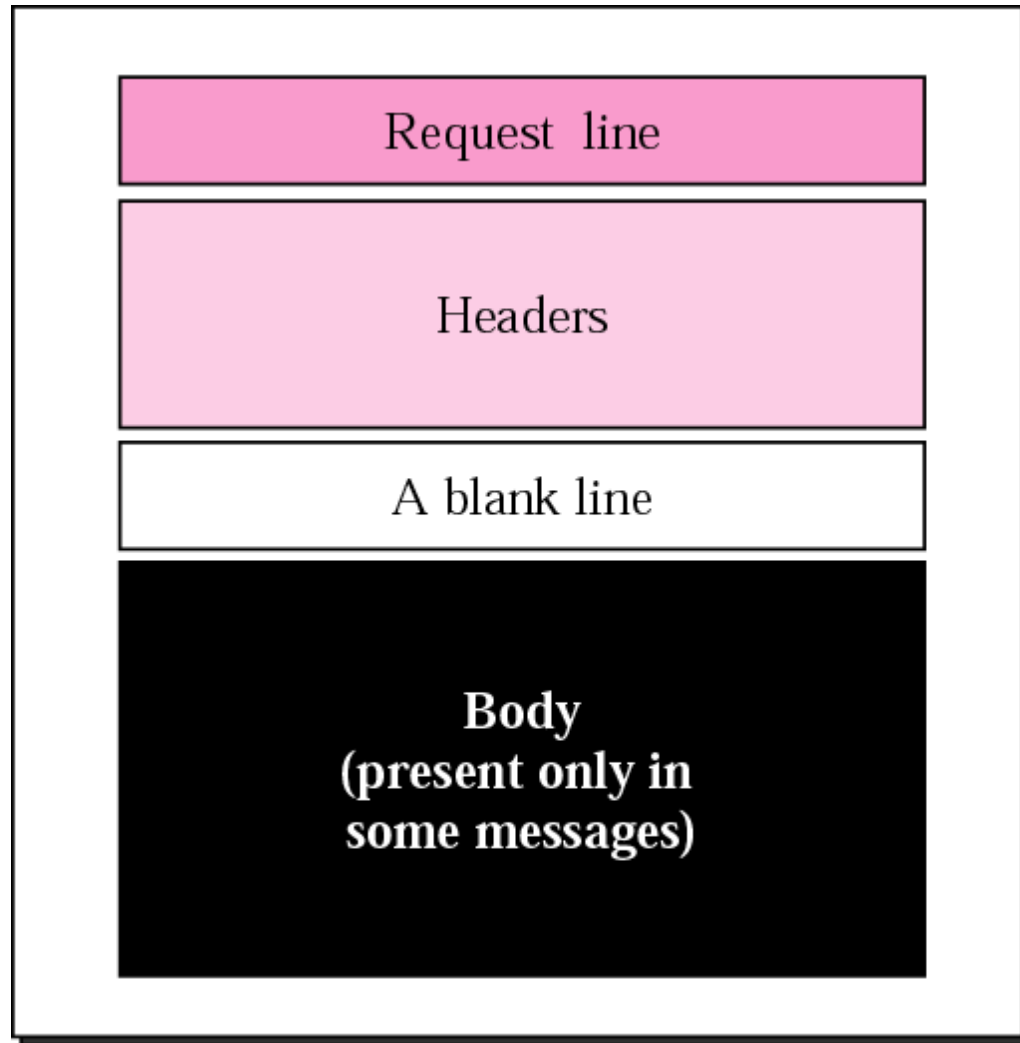 Request line
Headers
A blank line
Body
(present only in
some messages)